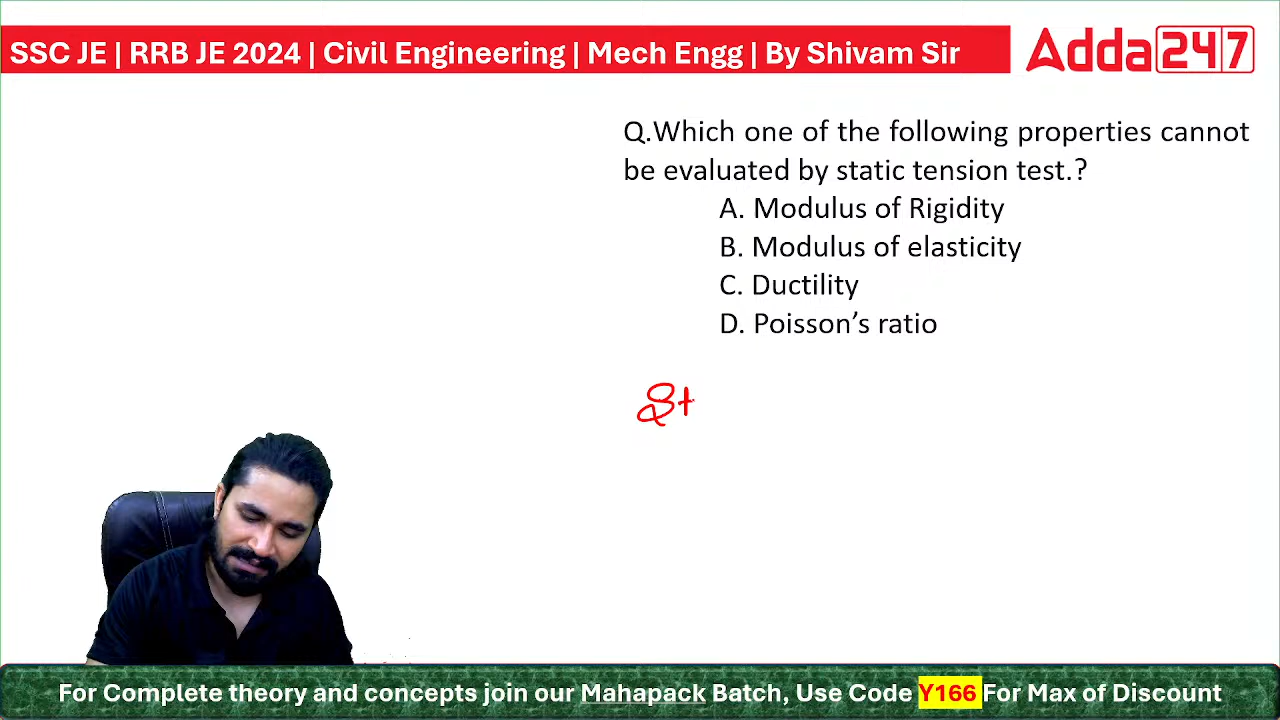 SSC JE | RRB JE 2024 | Civil Engineering | Mech Engg | By Shivam Sir
Adda247
Q.Which one of the following properties cannot
be evaluated by static tension test.?
A. Modulus of Rigidity
B. Modulus of elasticity
C. Ductility
D. Poisson’s ratio
St
For Complete theory and concepts join our Mahapack Batch, Use Code Y166 For Max of Discount